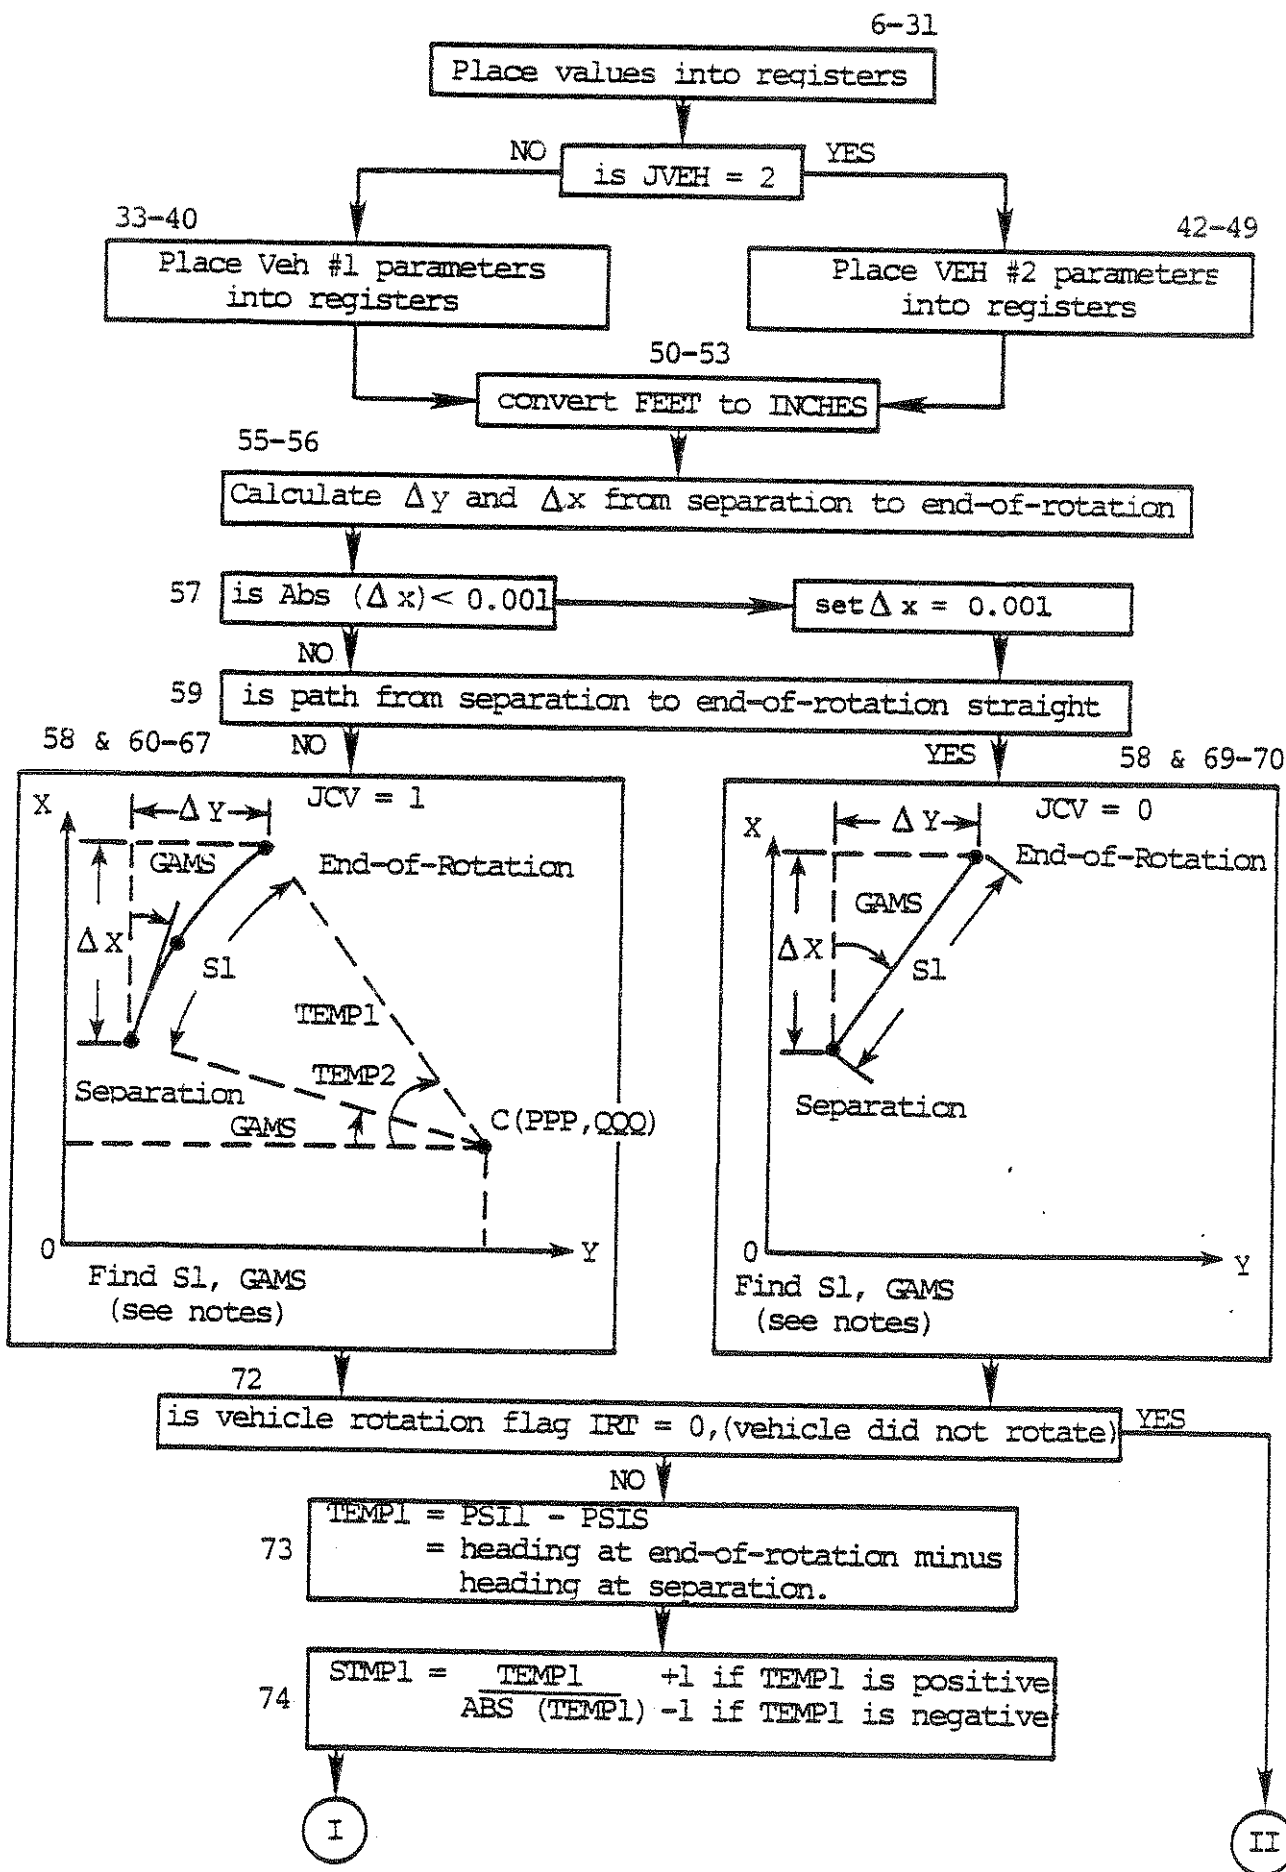 6-31
Place values into registers
NO
YES
is JVEH = 2
33-40
42-49
Place Veh #1 parameters
into registers
Place VEH #2 parameters
into registers
50-53
convert FEET to INCHES
55-56
Calculate Δy and Δx from separation to end-of-rotation
57
is Abs (Δx) < 0.001
set Δx = 0.001
NO
59
is path from separation to end-of-rotation straight
58 & 60-67
NO
YES
58 & 69-70
JCV = 1
X
ΔY
GAMS
End-of-Rotation
ΔX
S1
TEMP1
TEMP2
Separation
GAMS
C(PPP,QQQ)
0
Y
Find S1, GAMS
(see notes)
JCV = 0
X
ΔY
End-of-Rotation
GAMS
ΔX
S1
Separation
0
Y
Find S1, GAMS
(see notes)
72
is vehicle rotation flag IRT = 0,(vehicle did not rotate)
YES
NO
73
TEMP1 = PSI1 - PSIS
= heading at end-of-rotation minus
heading at separation.
74
STMP1 = TEMP1 +1 if TEMP1 is positive
ABS (TEMP1) -1 if TEMP1 is negative
I
II